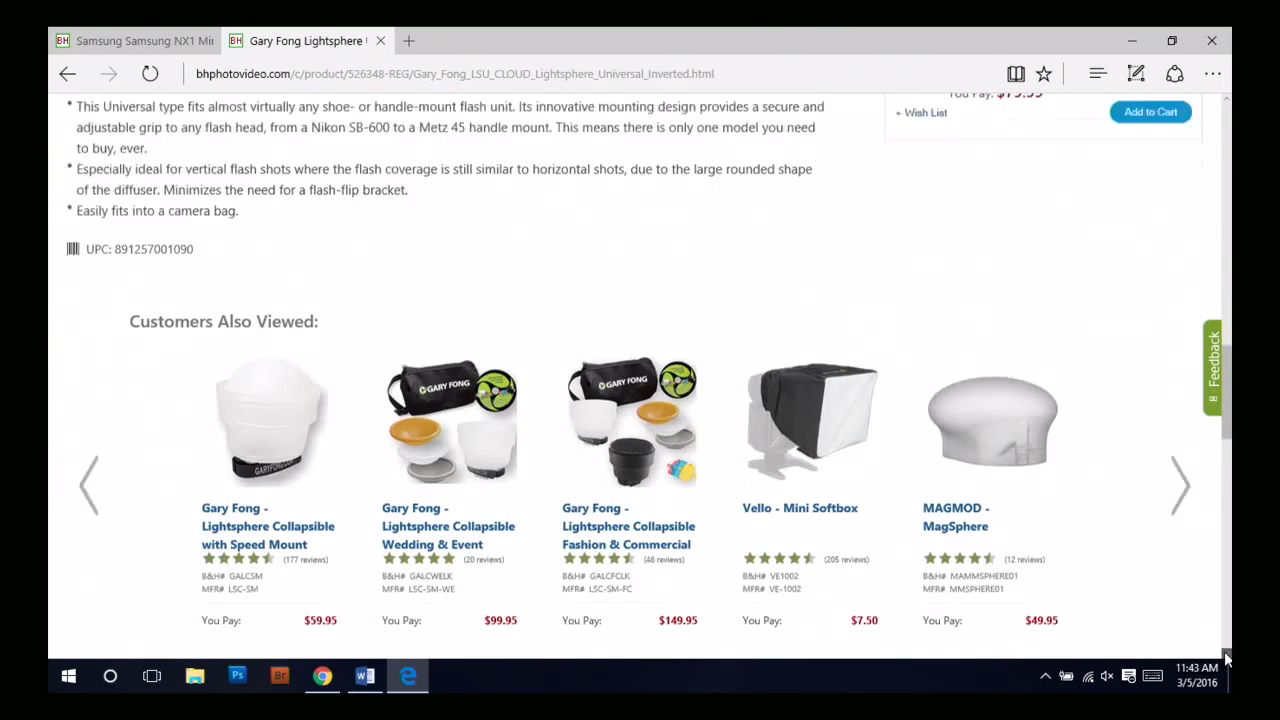 Samsung Samsung NX1 Mi
Gary Fong Lightsphere
bhphotovideo.com/c/product/526348-REG/Gary_Fong_LSU_CLOUD_Lightsphere_Universal_Inverted.html
* This Universal type fits almost virtually any shoe- or handle-mount flash unit. Its innovative mounting design provides a secure and
adjustable grip to any flash head, from a Nikon SB-600 to a Metz 45 handle mount. This means there is only one model you need
to buy, ever.
* Especially ideal for vertical flash shots where the flash coverage is still similar to horizontal shots, due to the large rounded shape
of the diffuser. Minimizes the need for a flash-flip bracket.
* Easily fits into a camera bag.
You Pay:
+ Wish List
Add to Cart
UPC: 891257001090
Customers Also Viewed:
Feedback
GARY FONG
GARY FONG
Gary Fong -
Lightsphere Collapsible
with Speed Mount
(177 reviews)
B&H# GALCSM
MFR# LSC-SM
You Pay: $59.95
Gary Fong -
Lightsphere Collapsible
Wedding & Event
(20 reviews)
B&H# GALCWELK
MFR# LSC-SM-WE
You Pay: $99.95
Gary Fong -
Lightsphere Collapsible
Fashion & Commercial
(46 reviews)
B&H# GALCFCLK
MFR# LSC-SM-FC
You Pay: $149.95
Vello - Mini Softbox
(205 reviews)
B&H# VE1002
MFR# VE-1002
You Pay: $7.50
MAGMOD -
MagSphere
(12 reviews)
B&H# MAMMSPHERE01
MFR# MMSPHERE01
You Pay: $49.95
Ps
Br
11:43 AM
3/5/2016